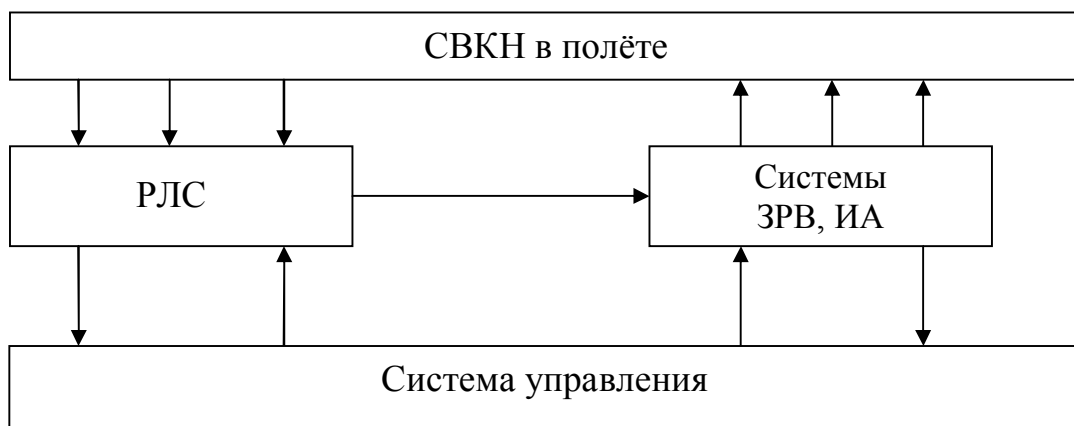 СВКН в полёте
РЛС
Системы
ЗРВ, ИА
Система управления